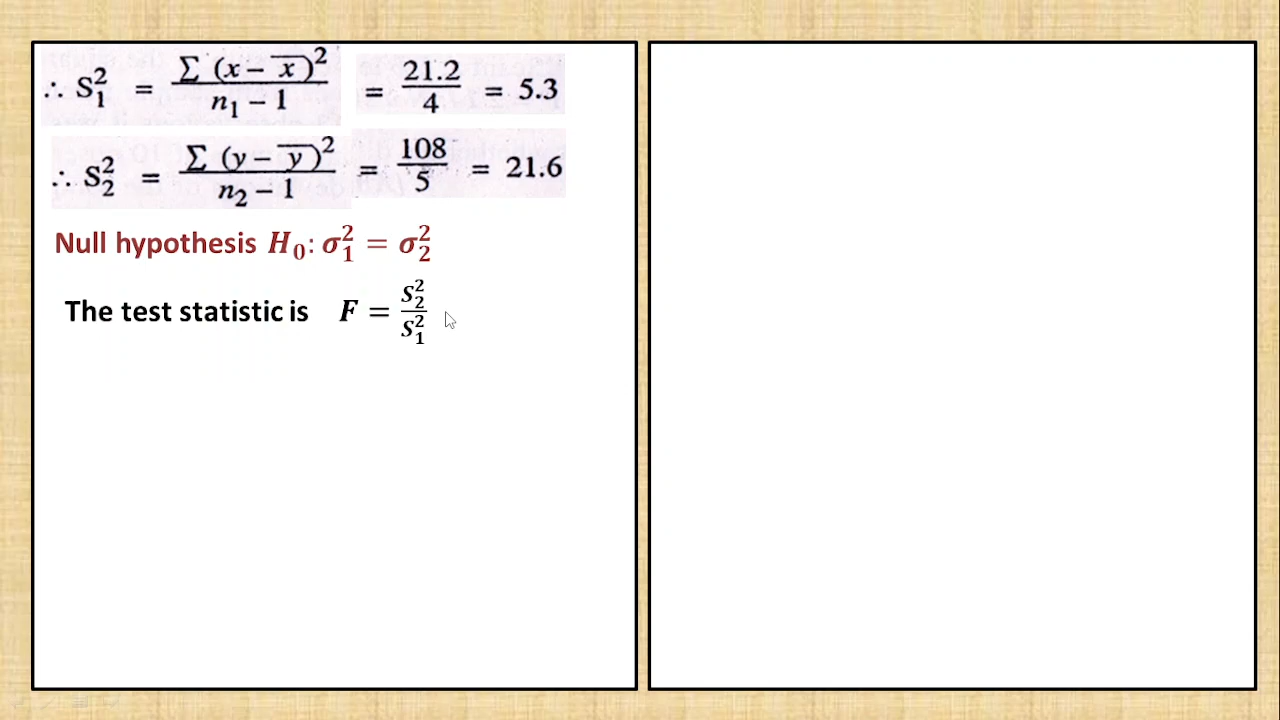 ∴ S₁² = ∑ (x – x̅)² / n₁ – 1 = 21.2 / 4 = 5.3
∴ S₂² = ∑ (y – y̅)² / n₂ – 1 = 108 / 5 = 21.6
Null hypothesis H₀: σ₁² = σ₂²
The test statistic is F = S₂² / S₁²